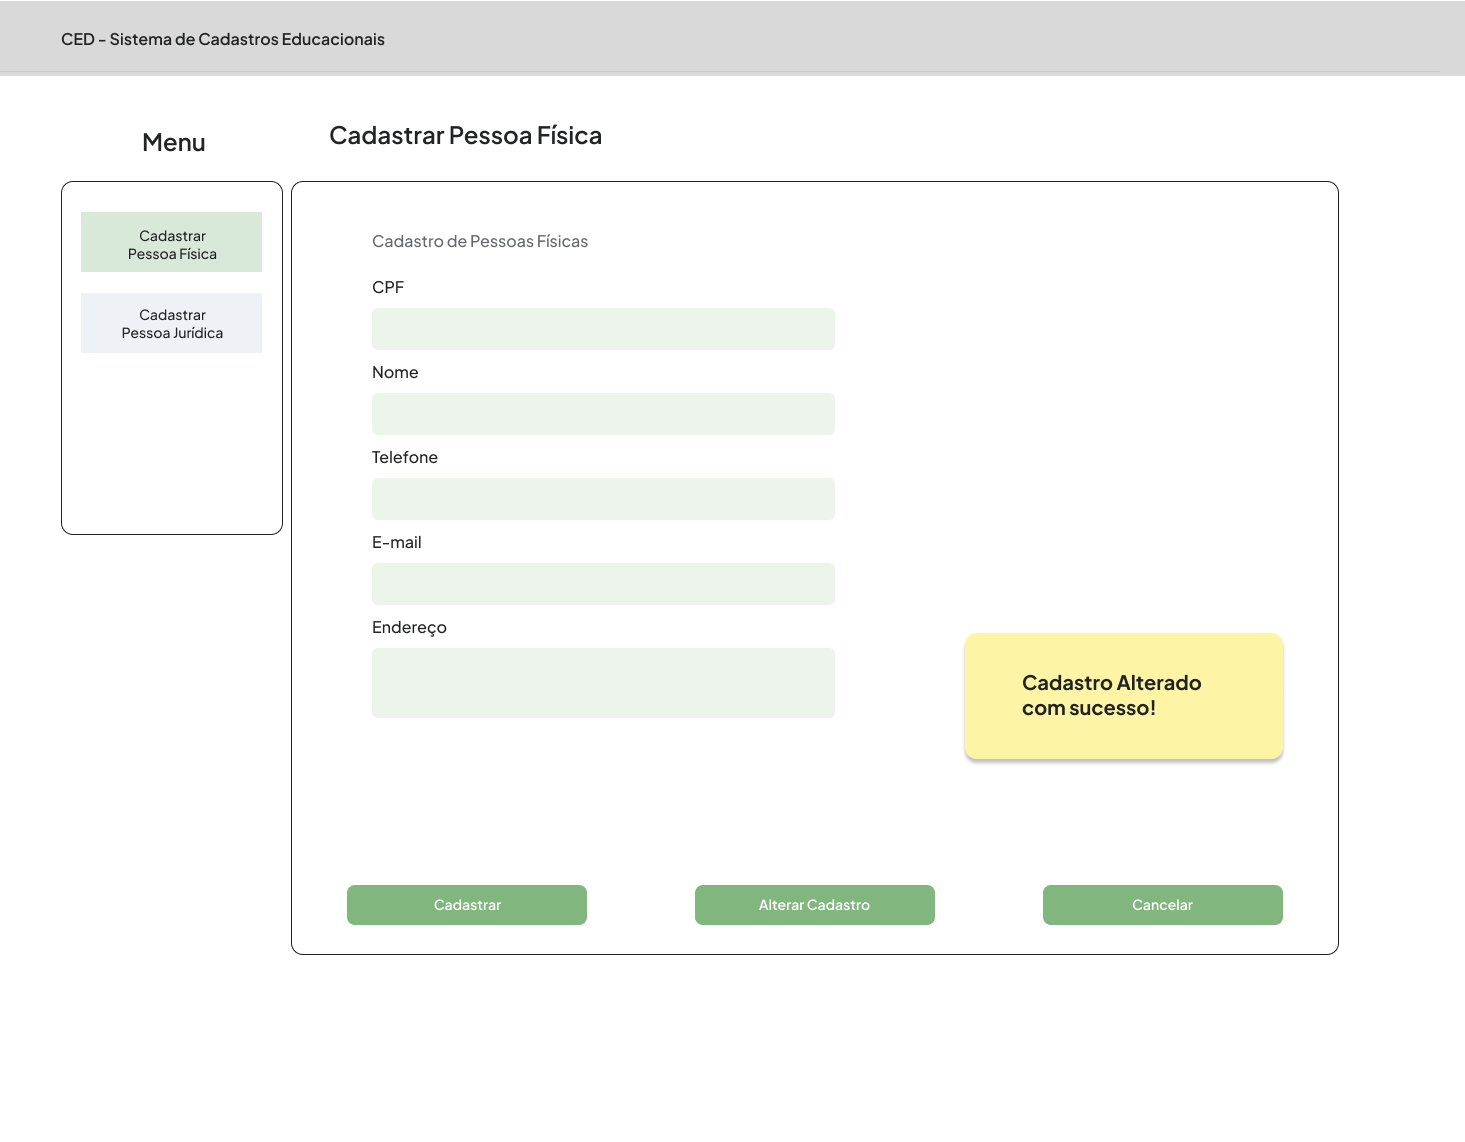 CED - Sistema de Cadastros Educacionais
Menu
Cadastrar Pessoa Física
Cadastrar
Pessoa Física
Cadastrar
Pessoa Jurídica
Cadastro de Pessoas Físicas
CPF
Nome
Telefone
E-mail
Endereço
Cadastro Alterado
com sucesso!
Cadastrar
Alterar Cadastro
Cancelar